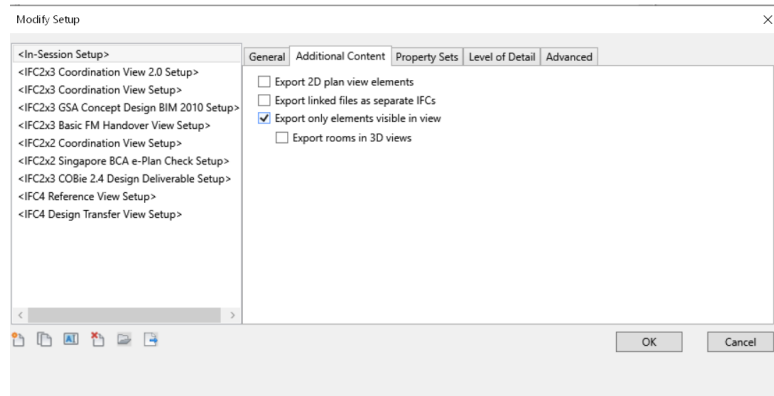 Modify Setup
<In-Session Setup>
<IFC2x3 Coordination View 2.0 Setup>
<IFC2x3 Coordination View Setup>
<IFC2x3 GSA Concept Design BIM 2010 Setup>
<IFC2x3 Basic FM Handover View Setup>
<IFC2x2 Coordination View Setup>
<IFC2x2 Singapore BCA e-Plan Check Setup>
<IFC2x3 COBie 2.4 Design Deliverable Setup>
<IFC4 Reference View Setup>
<IFC4 Design Transfer View Setup>
General Additional Content Property Sets Level of Detail Advanced
Export 2D plan view elements
Export linked files as separate IFCs
Export only elements visible in view
Export rooms in 3D views
AI
OK Cancel